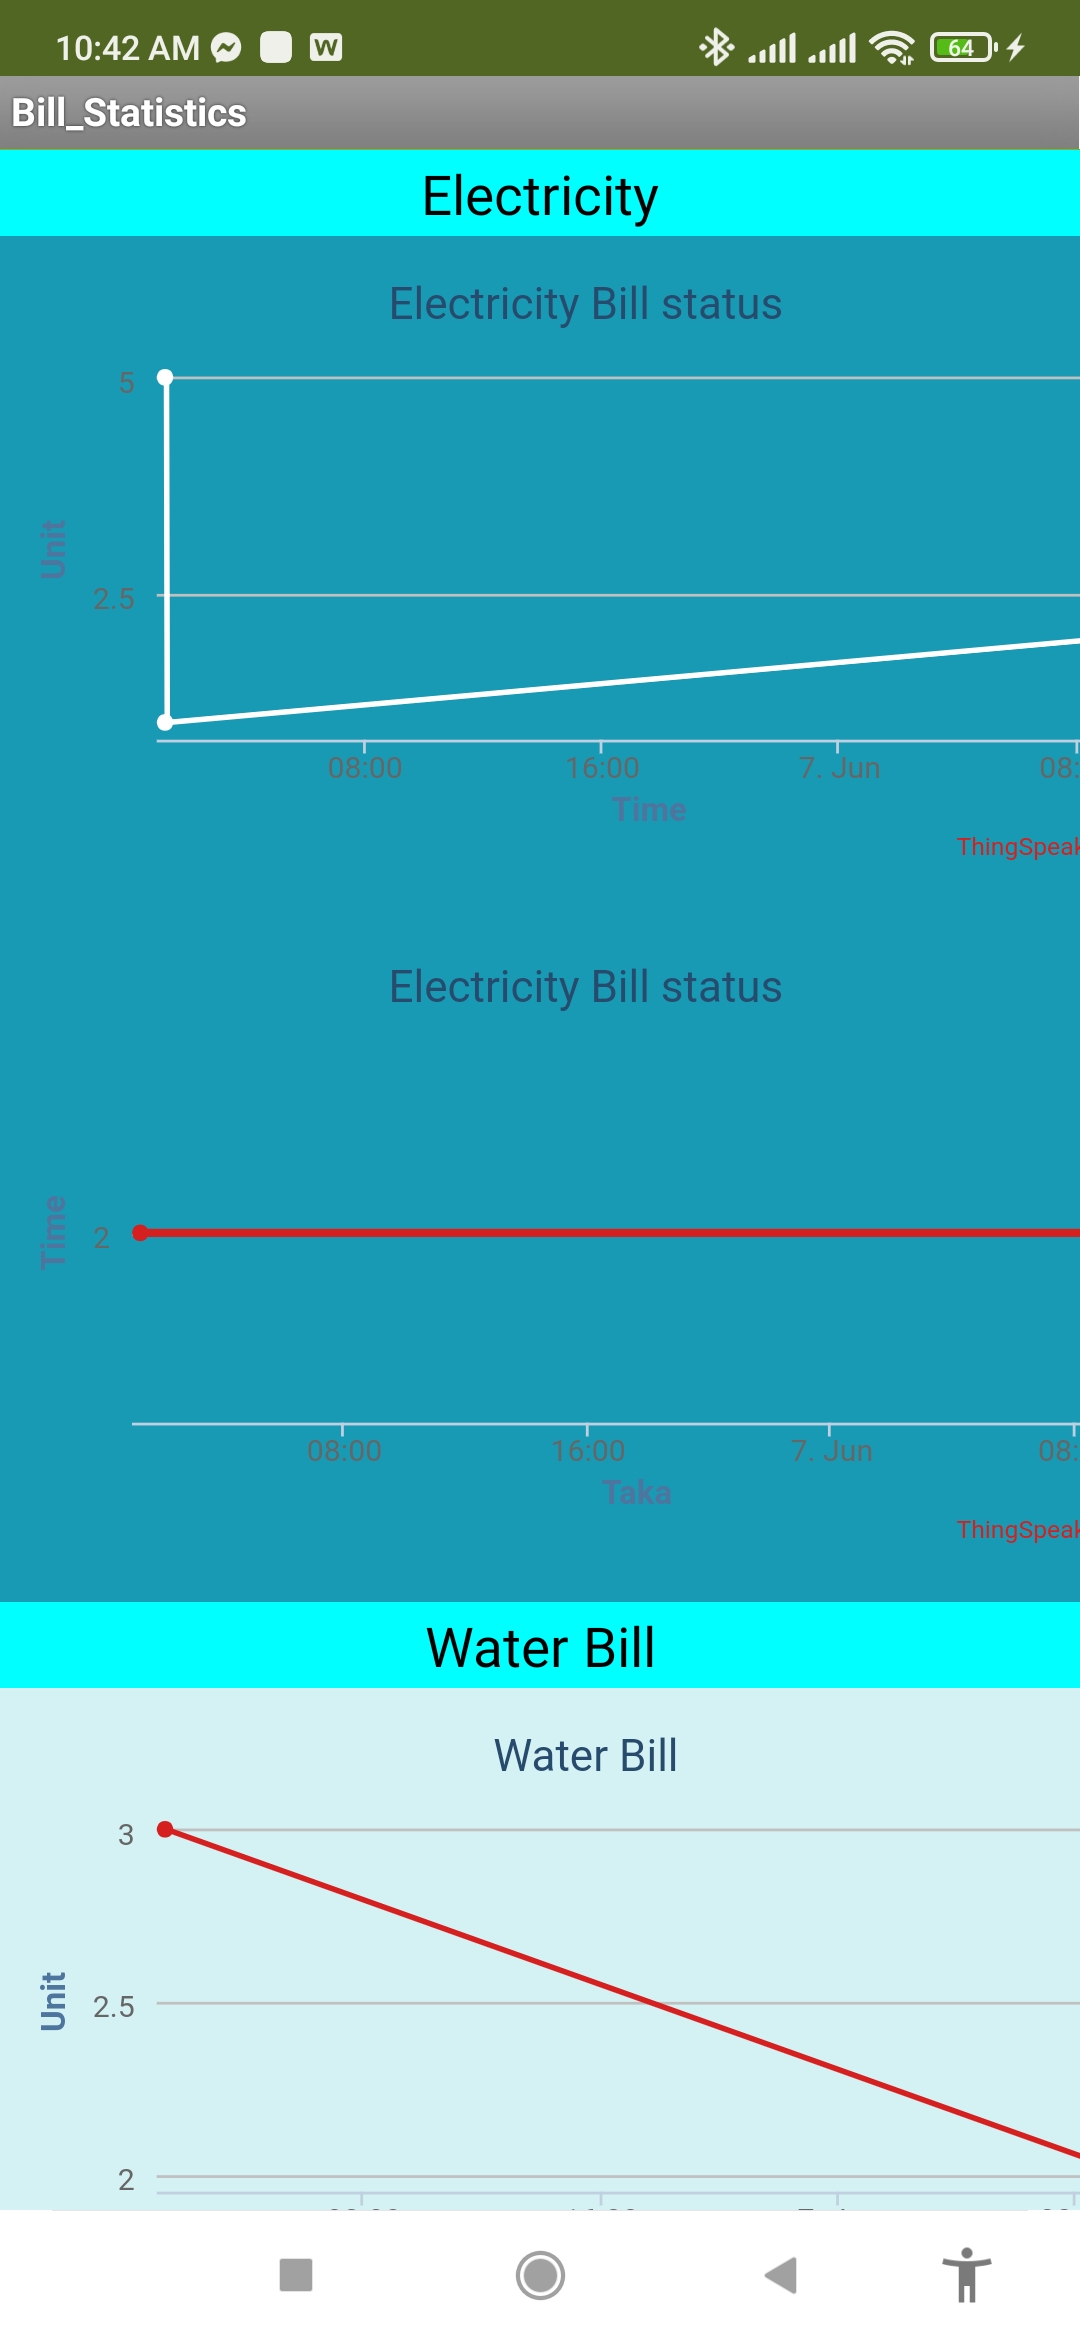 10:42 AM W 64
Bill_Statistics
Electricity
Electricity Bill status
5
Unit
2.5
08:00 16:00 7. Jun 08:
Time
ThingSpeak
Electricity Bill status
Time
2
08:00 16:00 7. Jun 08:
Taka
ThingSpeak
Water Bill
Water Bill
3
Unit
2.5
2